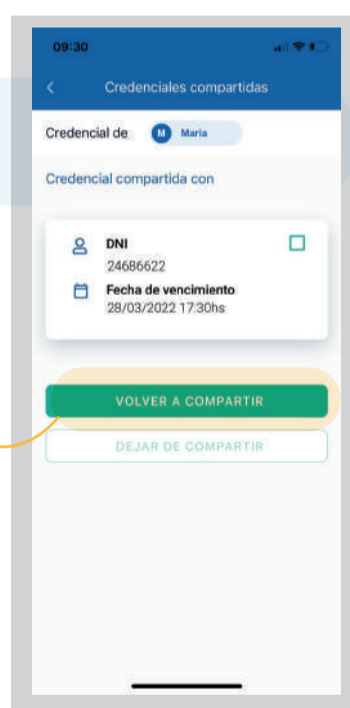 09:30
Credenciales compartidas
Credencial de M Maria
Credencial compartida con
DNI
24686622
Fecha de vencimiento
28/03/2022 17:30hs
VOLVER A COMPARTIR
DEJAR DE COMPARTIR